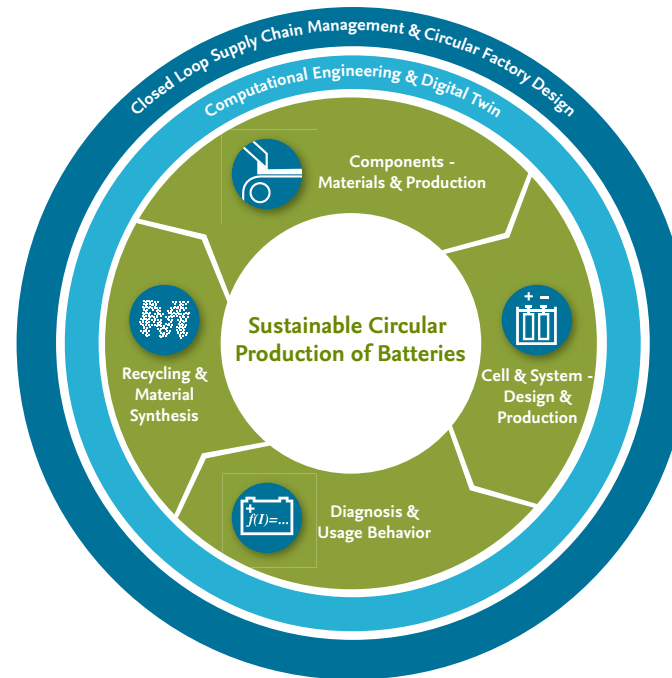 Closed Loop Supply Chain Management & Circular Factory Design
Computational Engineering & Digital Twin
Components -
Materials & Production
Sustainable Circular
Production of Batteries
+ –
Cell & System -
Design &
Production
Recycling &
Material
Synthesis
+
f(I)=...
Diagnosis &
Usage Behavior